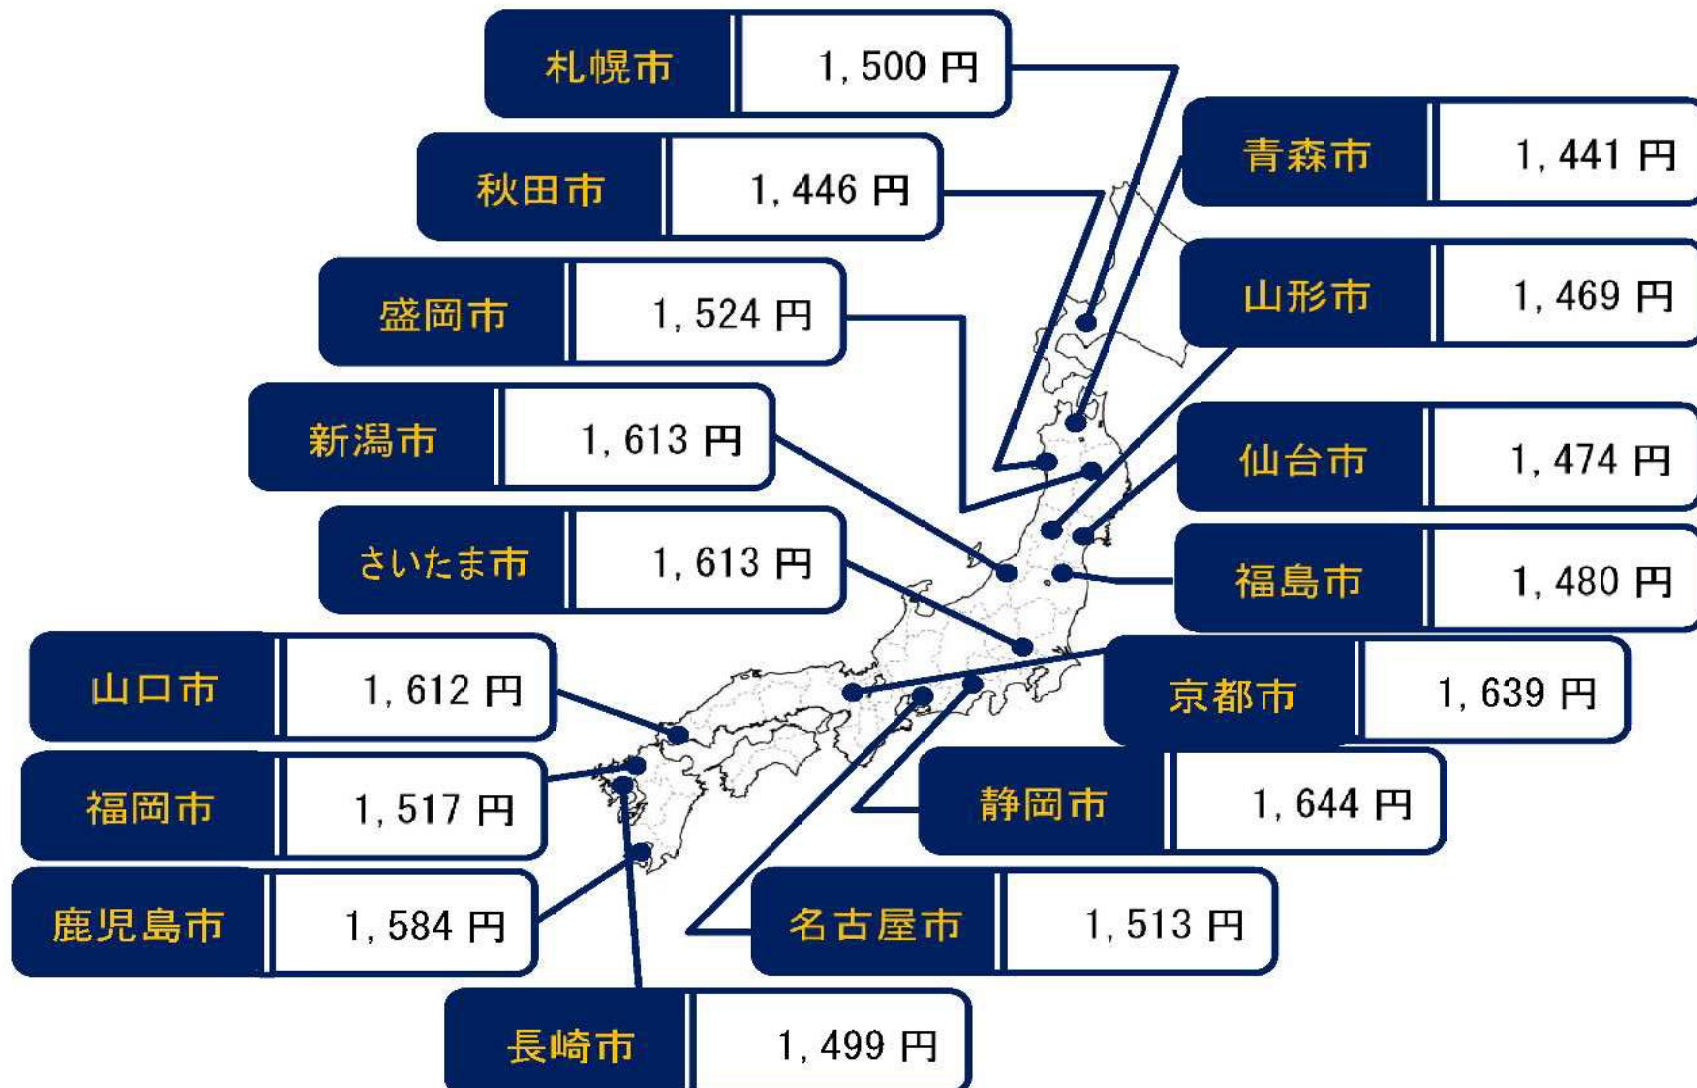 札幌市 1,500 円
青森市 1,441 円
秋田市 1,446 円
山形市 1,469 円
盛岡市 1,524 円
新潟市 1,613 円
仙台市 1,474 円
さいたま市 1,613 円
福島市 1,480 円
山口市 1,612 円
京都市 1,639 円
福岡市 1,517 円
静岡市 1,644 円
鹿児島市 1,584 円
名古屋市 1,513 円
長崎市 1,499 円